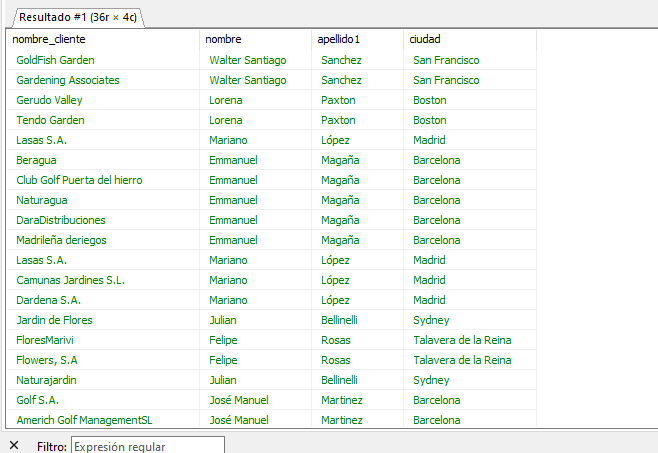 Resultado #1 (36r × 4c)
nombre_cliente nombre apellido1 ciudad
GoldFish Garden Walter Santiago Sanchez San Francisco
Gardening Associates Walter Santiago Sanchez San Francisco
Gerudo Valley Lorena Paxton Boston
Tendo Garden Lorena Paxton Boston
Lasas S.A. Mariano López Madrid
Beragua Emmanuel Magaña Barcelona
Club Golf Puerta del hierro Emmanuel Magaña Barcelona
Naturagua Emmanuel Magaña Barcelona
DaraDistribuciones Emmanuel Magaña Barcelona
Madrileña deriegos Emmanuel Magaña Barcelona
Lasas S.A. Mariano López Madrid
Camunas Jardines S.L. Mariano López Madrid
Dardena S.A. Mariano López Madrid
Jardin de Flores Julian Bellinelli Sydney
FloresMarivi Felipe Rosas Talavera de la Reina
Flowers, S.A Felipe Rosas Talavera de la Reina
Naturajardin Julian Bellinelli Sydney
Golf S.A. José Manuel Martinez Barcelona
Americh Golf ManagementSL José Manuel Martinez Barcelona
Filtro: Expresión regular